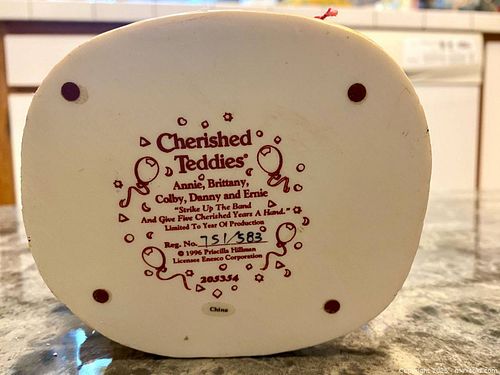 Cherished
Teddies®
Annie, Brittany,
Colby, Danny and Ernie
"Strike Up The Band
And Give Five Cherished Years A Hand."
Limited To Year Of Production
Reg. No. 751/583
© 1996 Priscilla Hillman
Licensee Enesco Corporation
205354
China